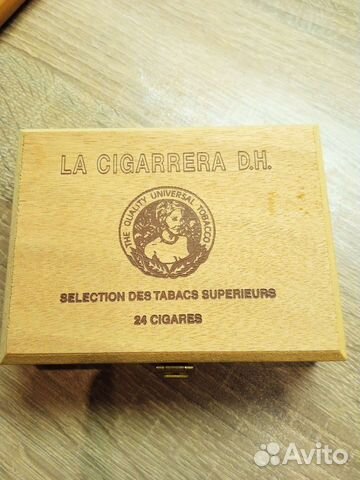 LA CIGARRERA D.H.
THE QUALITY UNIVERSAL TOBACCO
SELECTION DES TABACS SUPERIEURS
24 CIGARES
Avito